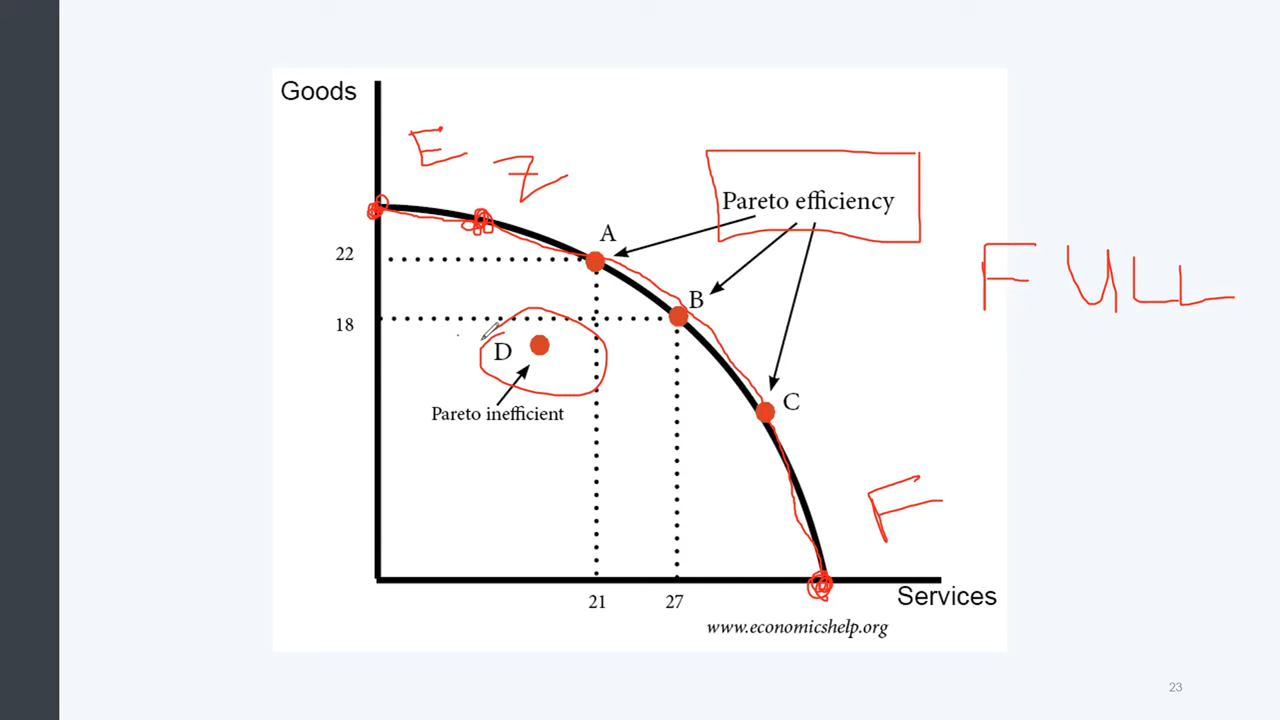 Goods
E
Z
Pareto efficiency
A
22
FULL
B
18
D
C
Pareto inefficient
F
Services
21
27
www.economicshelp.org
23